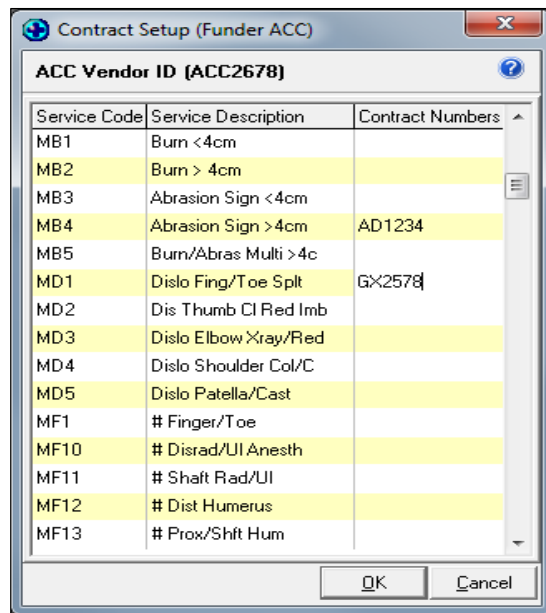 Contract Setup (Funder ACC)
ACC Vendor ID (ACC2678)
Service Code Service Description Contract Numbers
MB1 Burn <4cm
MB2 Burn > 4cm
MB3 Abrasion Sign <4cm
MB4 Abrasion Sign >4cm AD1234
MB5 Burn/Abras Multi >4c
MD1 Dislo Fing/Toe Splt GX2578
MD2 Dis Thumb Cl Red Imb
MD3 Dislo Elbow Xray/Red
MD4 Dislo Shoulder Col/C
MD5 Dislo Patella/Cast
MF1 # Finger/Toe
MF10 # Disrad/Ul Anesth
MF11 # Shaft Rad/Ul
MF12 # Dist Humerus
MF13 # Prox/Shft Hum
OK Cancel